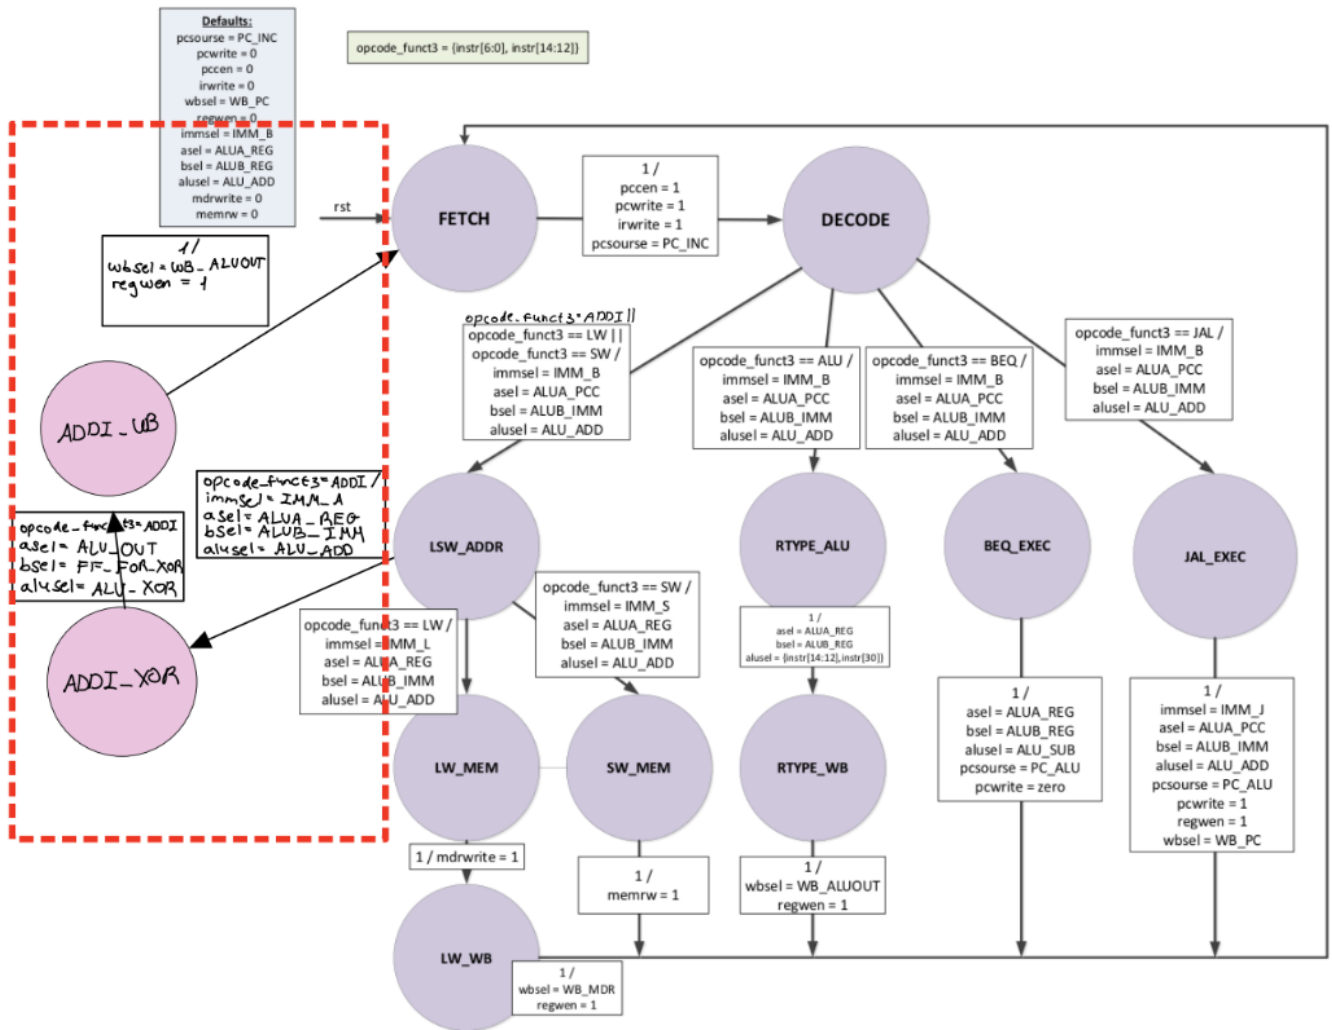 Defaults:
pcsourse = PC_INC
pcwrite = 0
pccen = 0
irwrite = 0
wbsel = WB_PC
regwen = 0
immsel = IMM_B
asel = ALUA_REG
bsel = ALUB_REG
alusel = ALU_ADD
mdrwrite = 0
memrw = 0
opcode_funct3 = {instr[6:0], instr[14:12]}
rst
FETCH
1 /
pccen = 1
pcwrite = 1
irwrite = 1
pcsourse = PC_INC
DECODE
1/
wbsel = WB_ALUOUT
regwen = 1
ADDI_WB
opcode_funct3=ADDI||
opcode_funct3 == LW ||
opcode_funct3 == SW /
immsel = IMM_B
asel = ALUA_PCC
bsel = ALUB_IMM
alusel = ALU_ADD
opcode_funct3 == ALU /
immsel = IMM_B
asel = ALUA_PCC
bsel = ALUB_IMM
alusel = ALU_ADD
opcode_funct3 == BEQ /
immsel = IMM_B
asel = ALUA_PCC
bsel = ALUB_IMM
alusel = ALU_ADD
opcode_funct3 == JAL /
immsel = IMM_B
asel = ALUA_PCC
bsel = ALUB_IMM
alusel = ALU_ADD
opcode_funct3=ADDI /
immsel = IMM_A
asel = ALUA_REG
bsel = ALUB_IMM
alusel = ALU_ADD
opcode_funct3=ADDI
asel = ALU_OUT
bsel = FF_FOR_XOR
alusel = ALU_XOR
ADDI_XOR
LSW_ADDR
RTYPE_ALU
BEQ_EXEC
JAL_EXEC
opcode_funct3 == LW /
immsel = IMM_L
asel = ALUA_REG
bsel = ALUB_IMM
alusel = ALU_ADD
opcode_funct3 == SW /
immsel = IMM_S
asel = ALUA_REG
bsel = ALUB_IMM
alusel = ALU_ADD
1 /
asel = ALUA_REG
bsel = ALUB_REG
alusel = {instr[14:12],instr[30]}
1 /
asel = ALUA_REG
bsel = ALUB_REG
alusel = ALU_SUB
pcsourse = PC_ALU
pcwrite = zero
1 /
immsel = IMM_J
asel = ALUA_PCC
bsel = ALUB_IMM
alusel = ALU_ADD
pcsourse = PC_ALU
pcwrite = 1
regwen = 1
wbsel = WB_PC
LW_MEM
SW_MEM
RTYPE_WB
1 / mdrwrite = 1
1 /
memrw = 1
1 /
wbsel = WB_ALUOUT
regwen = 1
LW_WB
1 /
wbsel = WB_MDR
regwen = 1